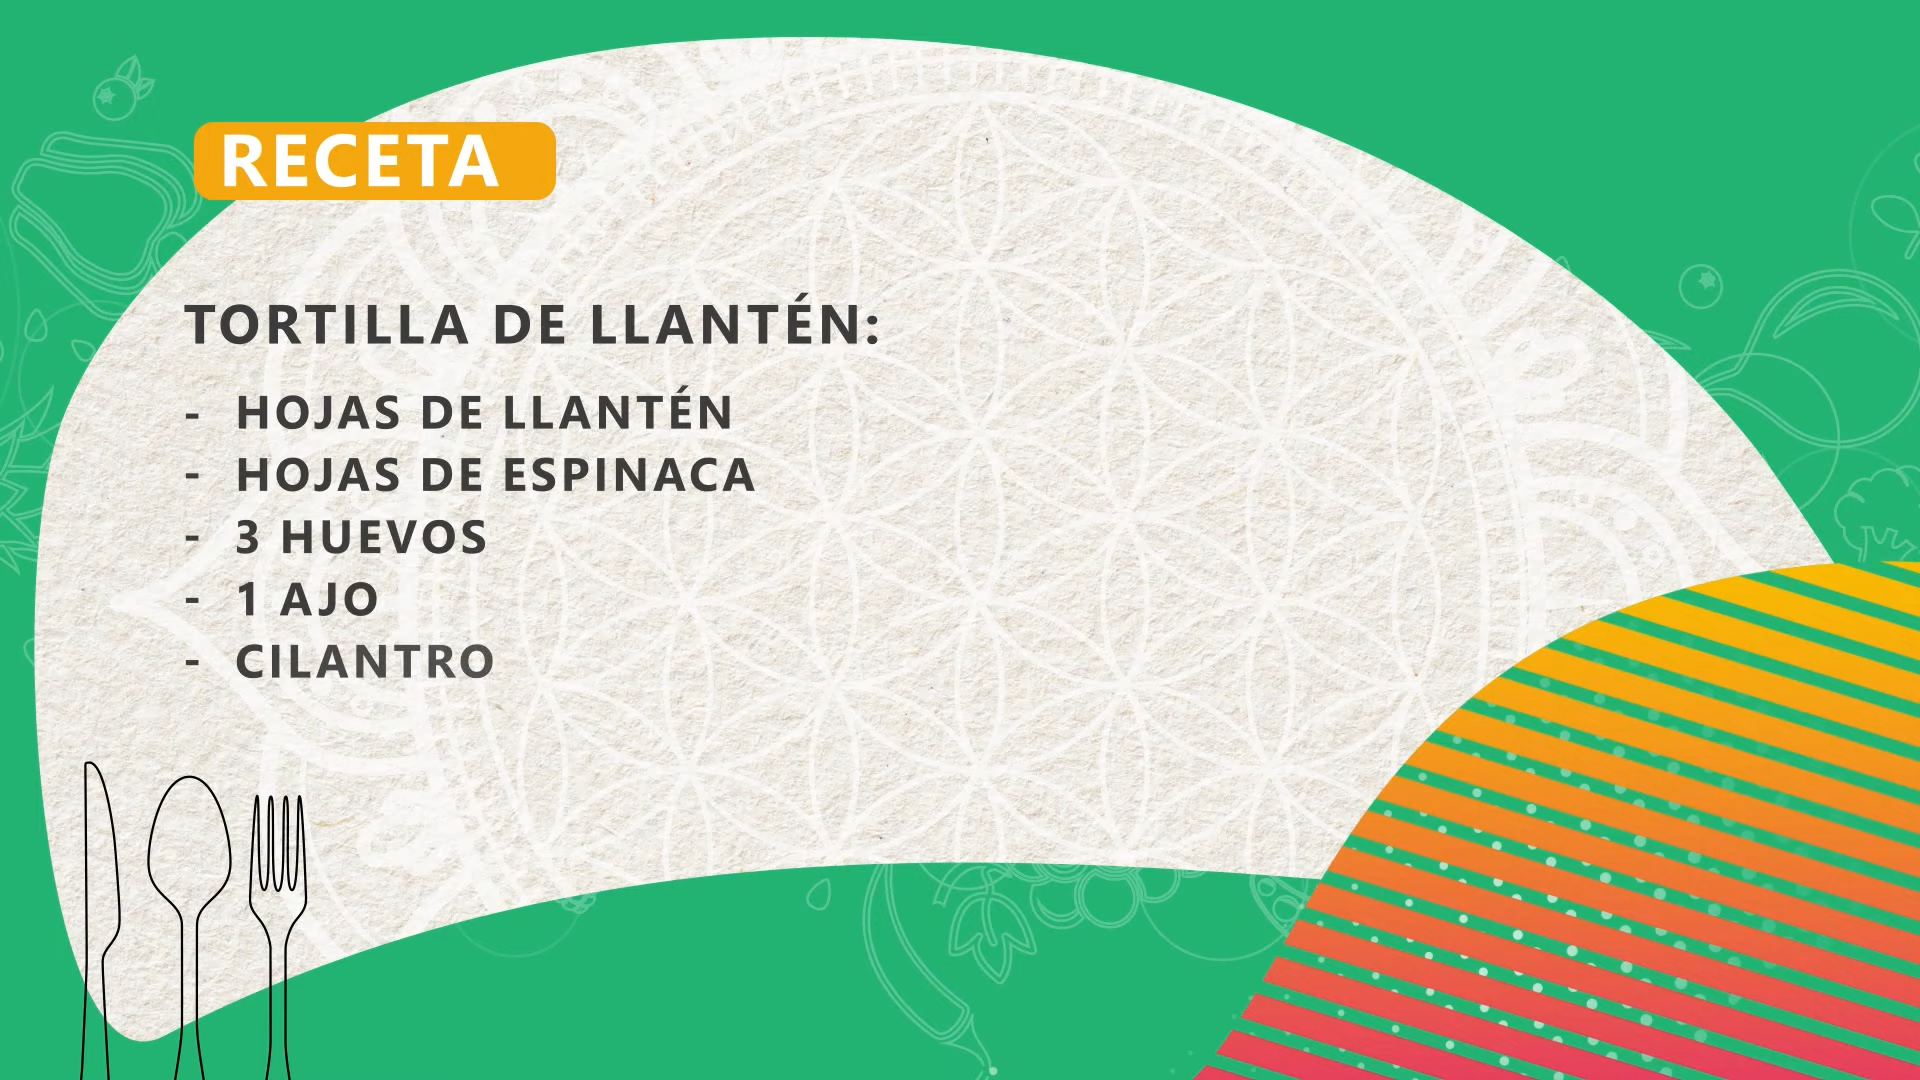 RECETA
TORTILLA DE LLANTÉN:
- HOJAS DE LLANTÉN
- HOJAS DE ESPINACA
- 3 HUEVOS
- 1 AJO
- CILANTRO